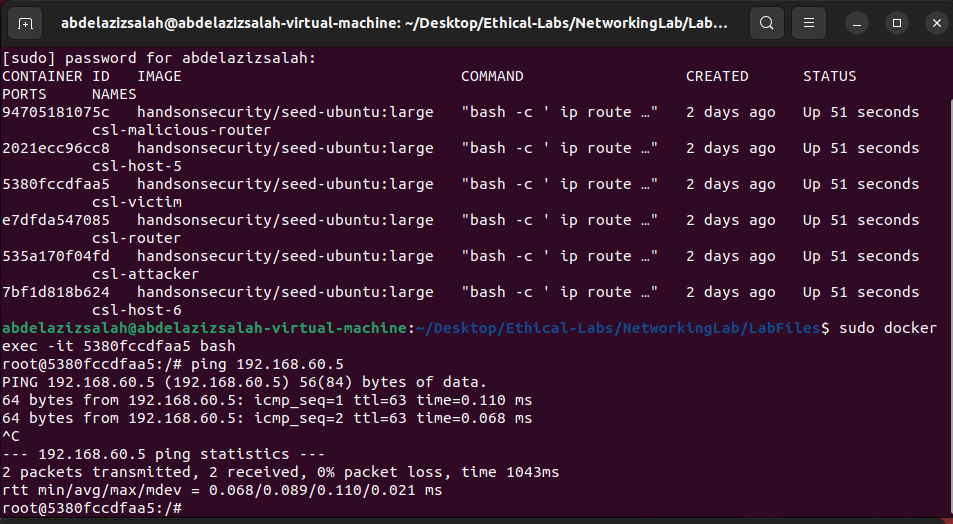 abdelazizsalah@abdelazizsalah-virtual-machine: ~/Desktop/Ethical-Labs/NetworkingLab/Lab...
[sudo] password for abdelazizsalah:
CONTAINER ID   IMAGE                            COMMAND                  CREATED      STATUS
PORTS     NAMES
94705181075c   handsonsecurity/seed-ubuntu:large   "bash -c ' ip route …"   2 days ago   Up 51 seconds
csl-malicious-router
2021ecc96cc8   handsonsecurity/seed-ubuntu:large   "bash -c ' ip route …"   2 days ago   Up 51 seconds
csl-host-5
5380fccdfaa5   handsonsecurity/seed-ubuntu:large   "bash -c ' ip route …"   2 days ago   Up 51 seconds
csl-victim
e7dfda547085   handsonsecurity/seed-ubuntu:large   "bash -c ' ip route …"   2 days ago   Up 51 seconds
csl-router
535a170f04fd   handsonsecurity/seed-ubuntu:large   "bash -c ' ip route …"   2 days ago   Up 51 seconds
csl-attacker
7bf1d818b624   handsonsecurity/seed-ubuntu:large   "bash -c ' ip route …"   2 days ago   Up 51 seconds
csl-host-6
abdelazizsalah@abdelazizsalah-virtual-machine:~/Desktop/Ethical-Labs/NetworkingLab/LabFiles$ sudo docker
exec -it 5380fccdfaa5 bash
root@5380fccdfaa5:/# ping 192.168.60.5
PING 192.168.60.5 (192.168.60.5) 56(84) bytes of data.
64 bytes from 192.168.60.5: icmp_seq=1 ttl=63 time=0.110 ms
64 bytes from 192.168.60.5: icmp_seq=2 ttl=63 time=0.068 ms
^C
--- 192.168.60.5 ping statistics ---
2 packets transmitted, 2 received, 0% packet loss, time 1043ms
rtt min/avg/max/mdev = 0.068/0.089/0.110/0.021 ms
root@5380fccdfaa5:/#